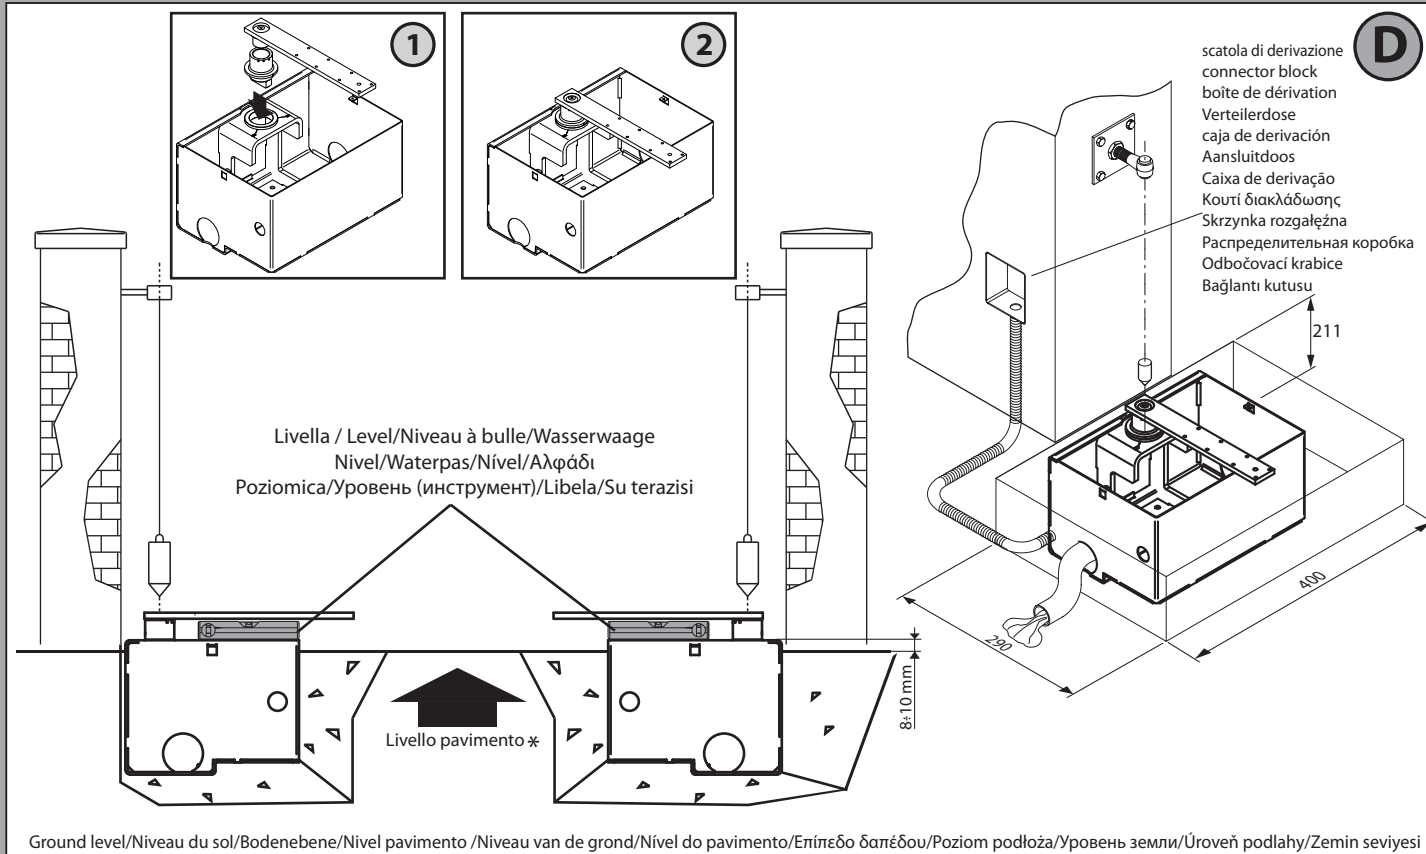 1
2
D
scatola di derivazione
connector block
boîte de dérivation
Verteilerdose
caja de derivación
Aansluitdoos
Caixa de derivação
Κουτί διακλάδωσης
Skrzynka rozgałęźna
Распределительная коробка
Odbočovací krabice
Bağlantı kutusu
211
Livella / Level/Niveau à bulle/Wasserwaage
Nivel/Waterpas/Nível/Αλφάδι
Poziomica/Уровень (инструмент)/Libela/Su terazisi
400
290
8÷10 mm
Livello pavimento *
Ground level/Niveau du sol/Bodenebene/Nivel pavimento /Niveau van de grond/Nível do pavimento/Επίπεδο δαπέδου/Poziom podłoża/Уровень земли/Úroveň podlahy/Zemin seviyesi